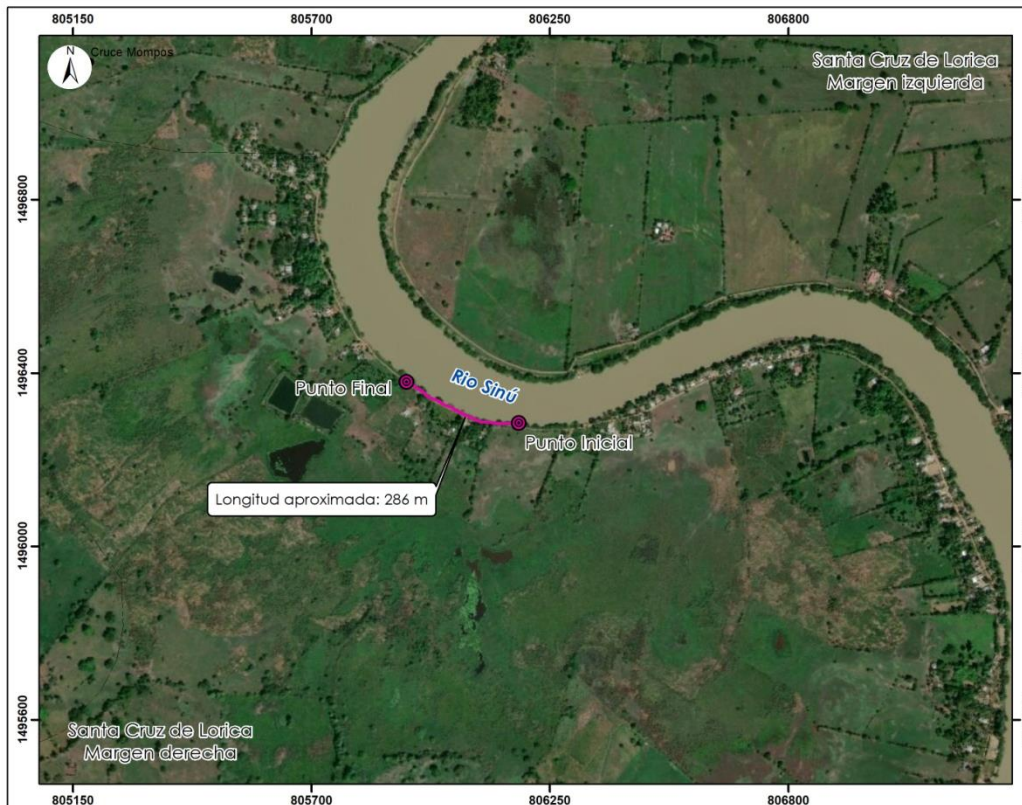 805150 805700 806250 806800
N
Cruce Mompos
Santa Cruz de Lorica
Margen izquierda
1496800
1496400
Rio Sinú
Punto Final
Punto Inicial
Longitud aproximada: 286 m
1496000
1495600
Santa Cruz de Lorica
Margen derecha
805150 805700 806250 806800